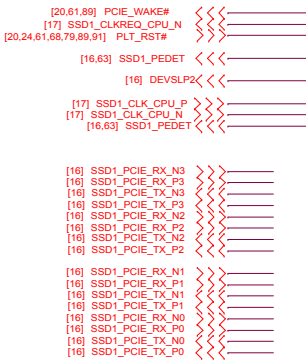 [20,61,89] PCIE_WAKE#
[17] SSD1_CLKREQ_CPU_N
[20,24,61,68,79,89,91] PLT_RST#
[16,63] SSD1_PEDET
[16] DEVSLP2
[17] SSD1_CLK_CPU_P
[17] SSD1_CLK_CPU_N
[16,63] SSD1_PEDET
[16] SSD1_PCIE_RX_N3
[16] SSD1_PCIE_RX_P3
[16] SSD1_PCIE_TX_N3
[16] SSD1_PCIE_TX_P3
[16] SSD1_PCIE_RX_N2
[16] SSD1_PCIE_RX_P2
[16] SSD1_PCIE_TX_N2
[16] SSD1_PCIE_TX_P2
[16] SSD1_PCIE_RX_N1
[16] SSD1_PCIE_RX_P1
[16] SSD1_PCIE_TX_N1
[16] SSD1_PCIE_TX_P1
[16] SSD1_PCIE_RX_N0
[16] SSD1_PCIE_RX_P0
[16] SSD1_PCIE_TX_N0
[16] SSD1_PCIE_TX_P0